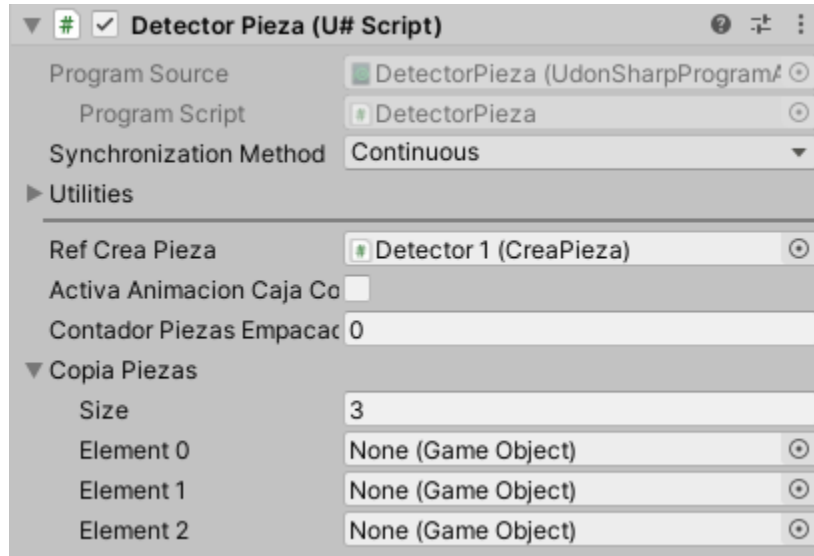 # Detector Pieza (U# Script)
Program Source DetectorPieza (UdonSharpProgramA
Program Script # DetectorPieza
Synchronization Method Continuous
Utilities
Ref Crea Pieza # Detector 1 (CreaPieza)
Activa Animacion Caja Co
Contador Piezas Empacac 0
Copia Piezas
Size 3
Element 0 None (Game Object)
Element 1 None (Game Object)
Element 2 None (Game Object)